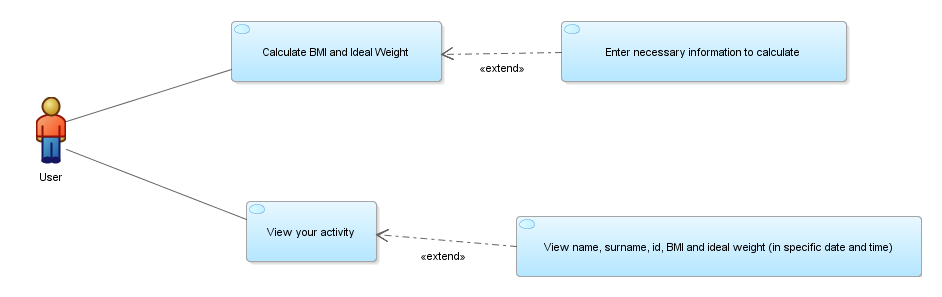 Calculate BMI and Ideal Weight
Enter necessary information to calculate
«extend»
User
View your activity
View name, surname, id, BMI and ideal weight (in specific date and time)
«extend»